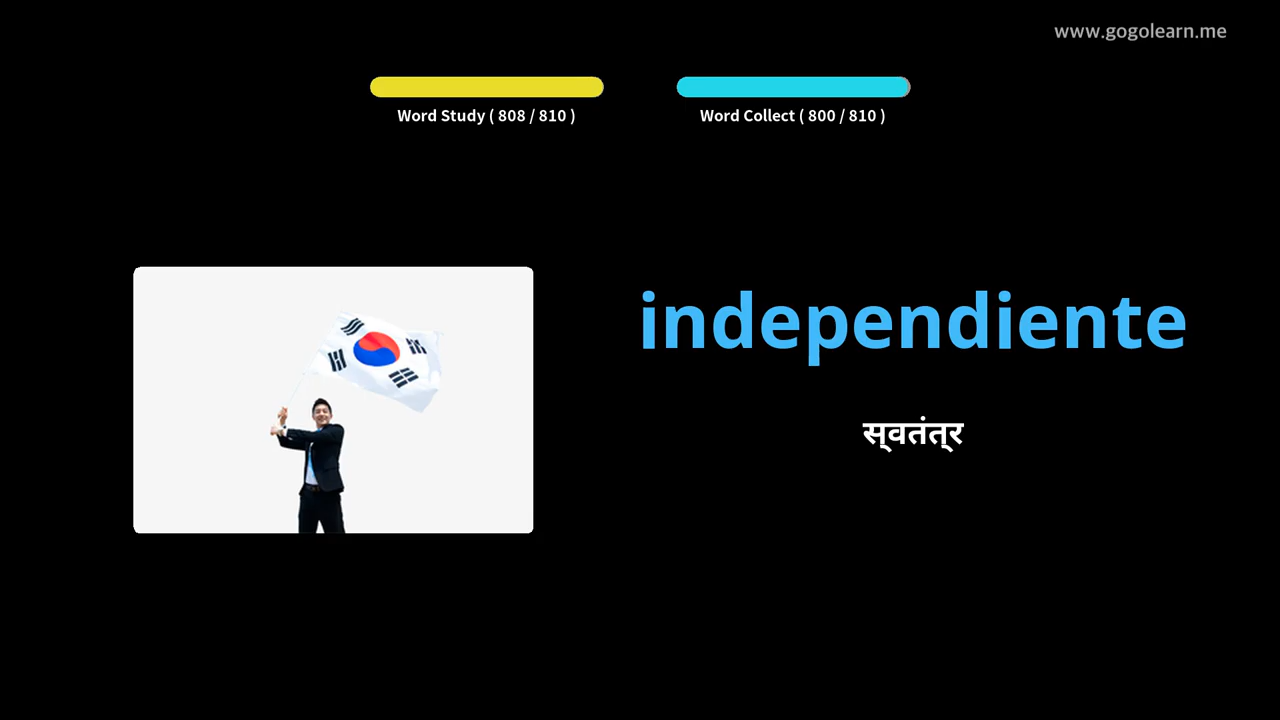 www.gogolearn.me
Word Study ( 808 / 810 )
Word Collect ( 800 / 810 )
independiente
स्वतंत्र